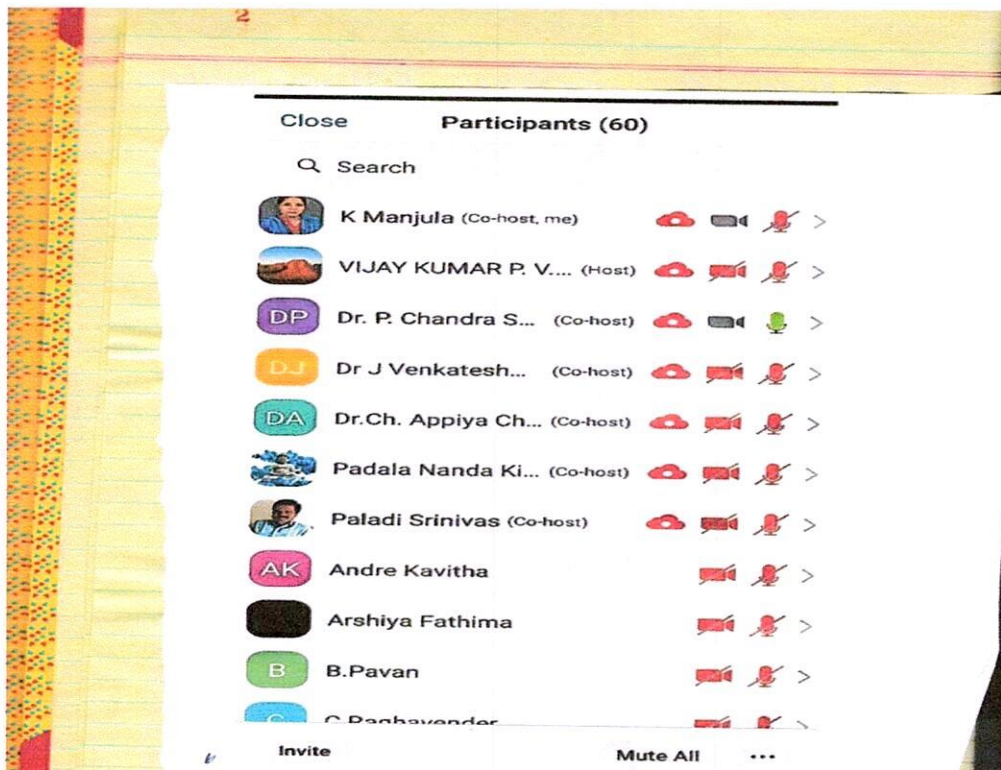 2
Close Participants (60)
Search
K Manjula (Co-host, me)
VIJAY KUMAR P. V.... (Host)
DP Dr. P. Chandra S... (Co-host)
DJ Dr J Venkatesh... (Co-host)
DA Dr.Ch. Appiya Ch... (Co-host)
Padala Nanda Ki... (Co-host)
Paladi Srinivas (Co-host)
AK Andre Kavitha
Arshiya Fathima
B B.Pavan
C C.Raghavender
Invite Mute All ...